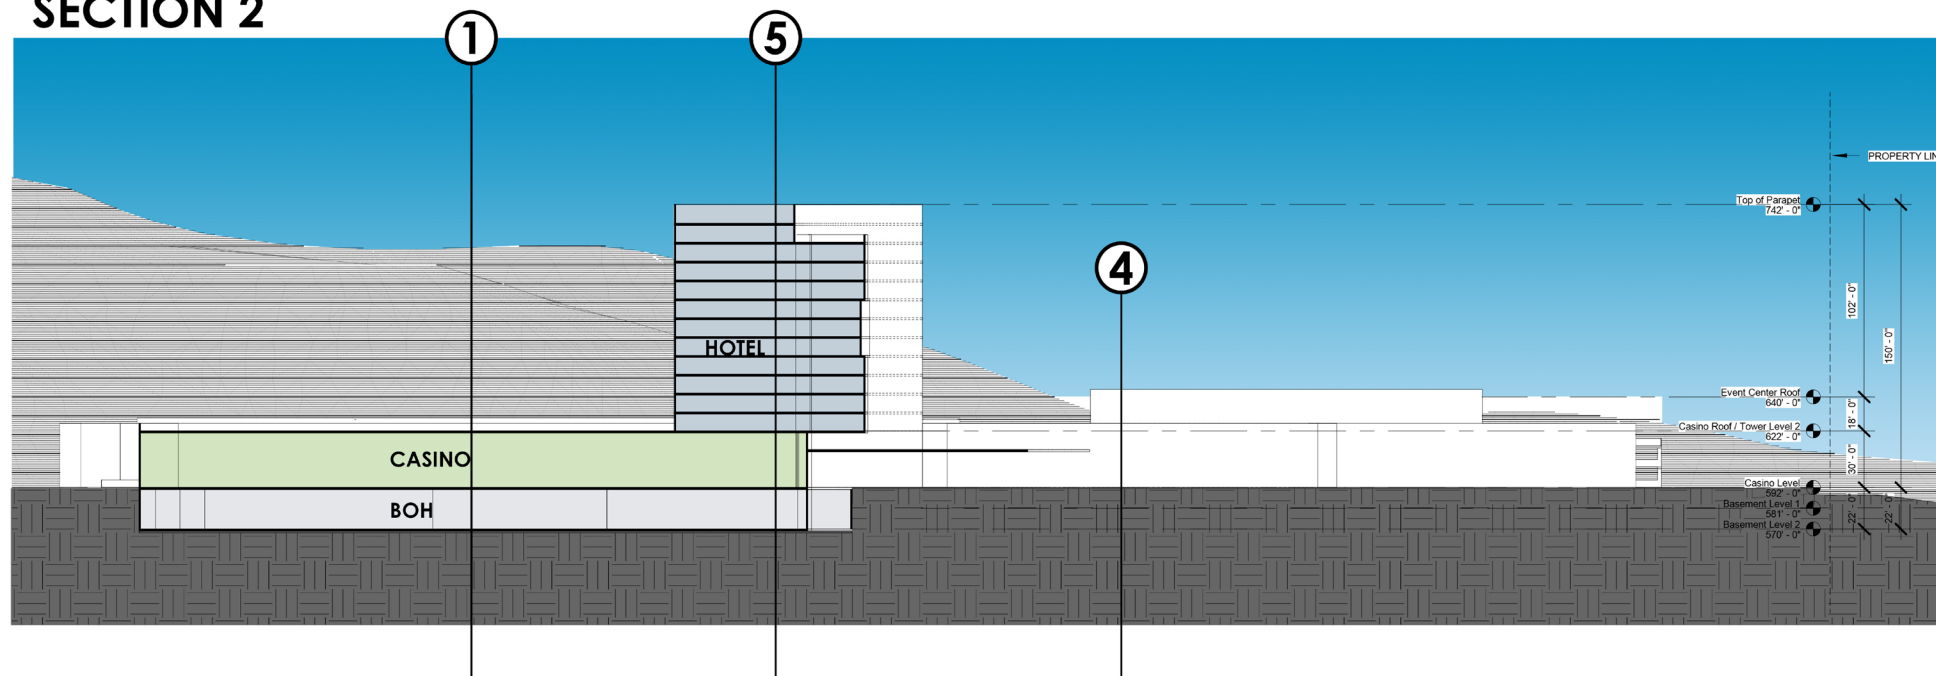 SECTION 2
1
5
PROPERTY LIN
Top of Parapet
742' - 0"
4
102' - 0"
150' - 0"
HOTEL
Event Center Roof
640' - 0"
18' - 0"
Casino Roof / Tower Level 2
622' - 0"
CASINO
30' - 0"
Casino Level
592' - 0"
Basement Level 1
581' - 0"
BOH
22' - 0"
22' - 0"
Basement Level 2
570' - 0"